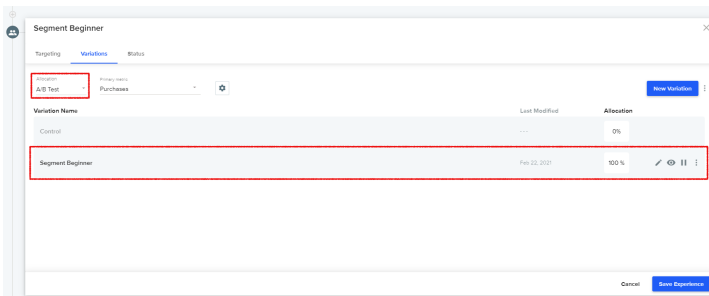 Segment Beginner
Targeting Variations Status
Allocation Primary metric
A/B Test Purchases
New Variation
Variation Name Last Modified Allocation
Control --- 0%
Segment Beginner Feb 22, 2021 100 %
Cancel Save Experience